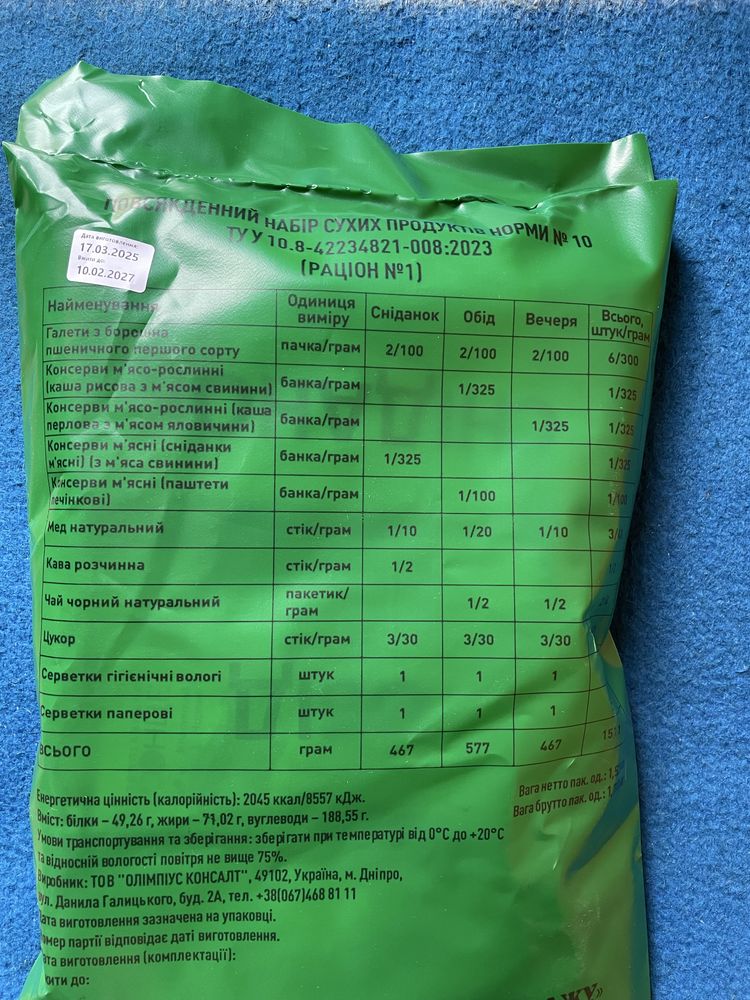 ПОВСЯКДЕННИЙ НАБІР СУХИХ ПРОДУКТІВ НОРМИ № 10
ТУ У 10.8-42234821-008:2023
(РАЦІОН №1)
Дата виготовлення:
17.03.2025
Вжити до:
10.02.2027
Найменування Одиниця виміру Сніданок Обід Вечеря Всього, штук/грам
Галети з борошна пшеничного першого сорту пачка/грам 2/100 2/100 2/100 6/300
Консерви м'ясо-рослинні (каша рисова з м'ясом свинини) банка/грам 1/325 1/325
Консерви м'ясо-рослинні (каша перлова з м'ясом яловичини) банка/грам 1/325 1/325
Консерви м'ясні (сніданки м'ясні) (з м'яса свинини) банка/грам 1/325 1/325
Консерви м'ясні (паштети печінкові) банка/грам 1/100 1/100
Мед натуральний стік/грам 1/10 1/20 1/10
Кава розчинна стік/грам 1/2
Чай чорний натуральний пакетик/грам 1/2 1/2
Цукор стік/грам 3/30 3/30 3/30
Серветки гігієнічні вологі штук 1 1 1
Серветки паперові штук 1 1 1
ВСЬОГО грам 467 577 467
Вага нетто пак. од.:
Вага брутто пак. од.:
Енергетична цінність (калорійність): 2045 ккал/8557 кДж.
Вміст: білки – 49,26 г, жири – 71,02 г, вуглеводи – 188,55 г.
Умови транспортування та зберігання: зберігати при температурі від 0°С до +20°С
та відносній вологості повітря не вище 75%.
Виробник: ТОВ "ОЛІМПІУС КОНСАЛТ", 49102, Україна, м. Дніпро,
вул. Данила Галицького, буд. 2А, тел. +38(067)468 81 11
Дата виготовлення зазначена на упаковці.
Номер партії відповідає даті виготовлення.
Дата виготовлення (комплектації):
Вжити до: